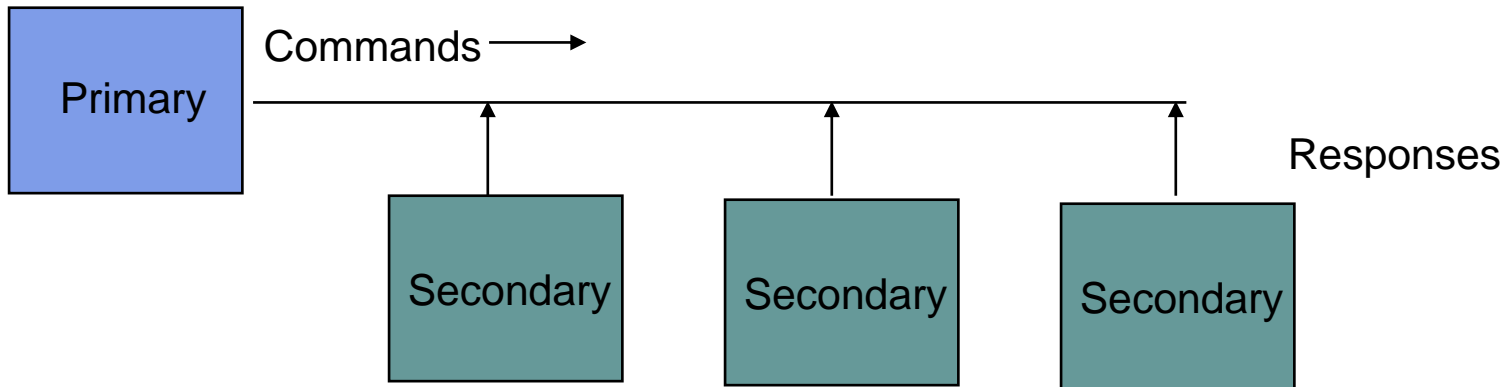 Commands
Primary
Responses
Secondary
Secondary
Secondary